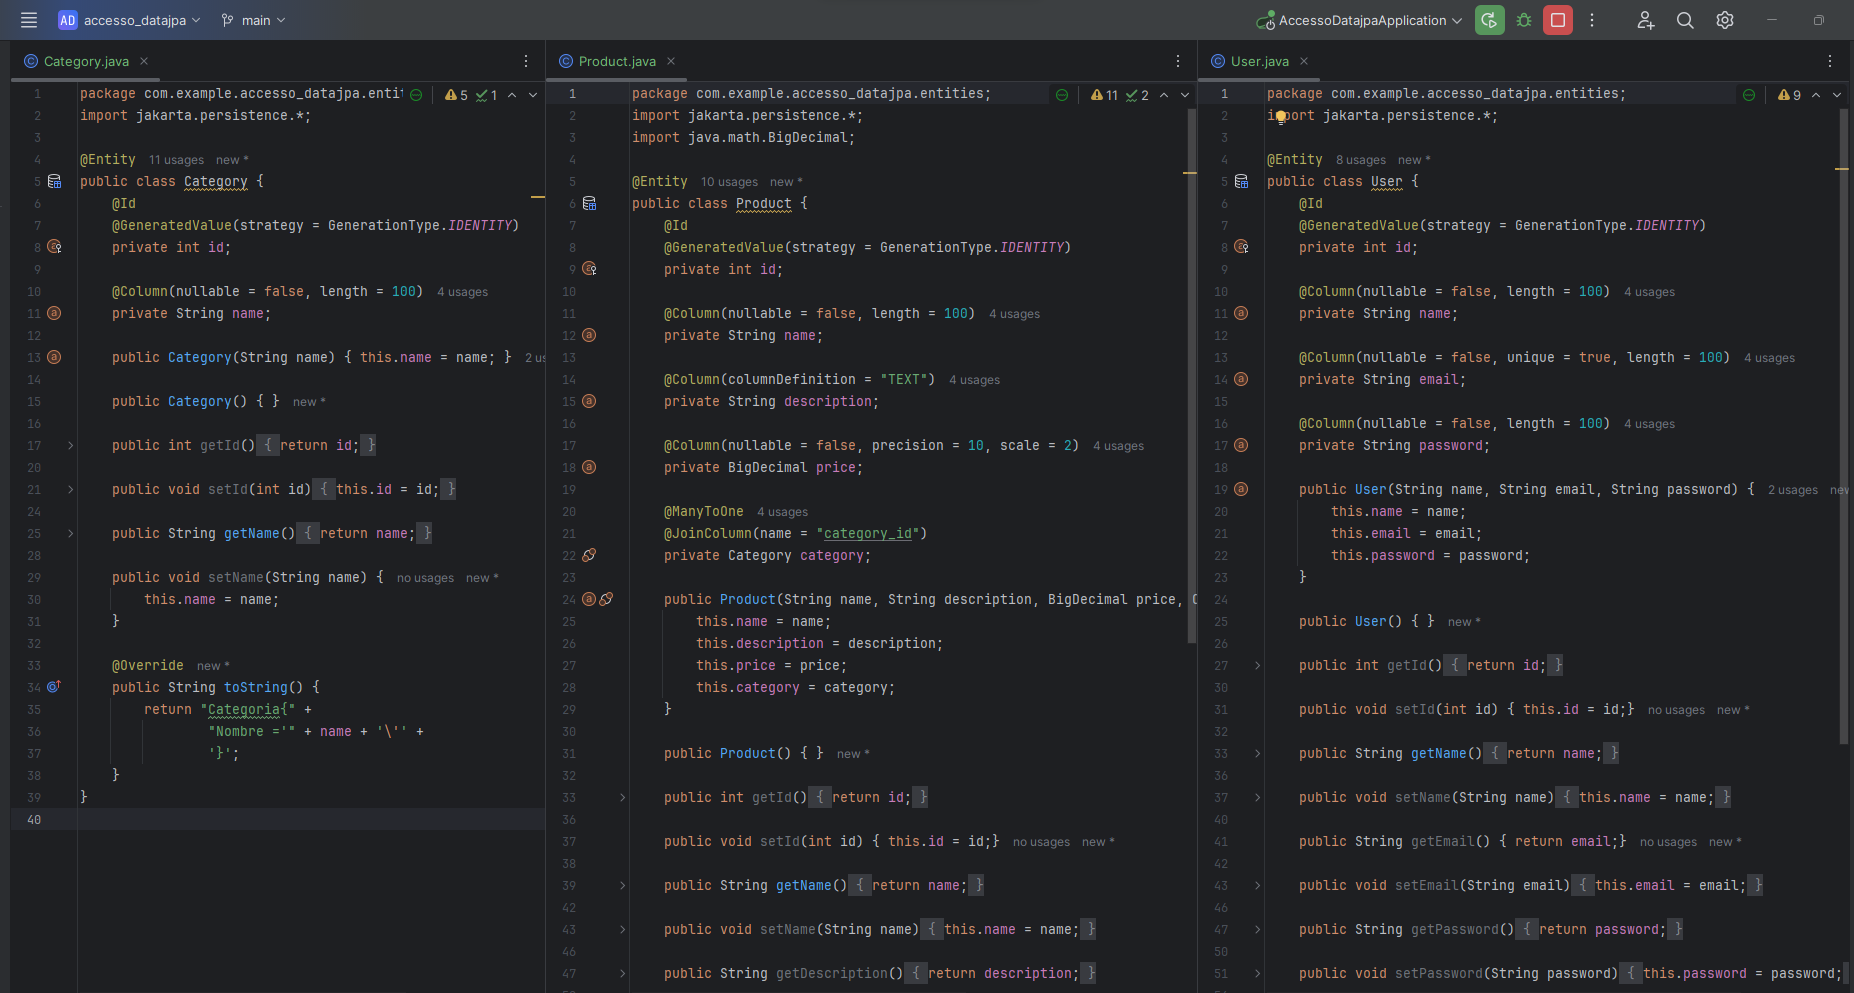 AD accesso_datajpa main AccessoDatajpaApplication
Category.java
1 package com.example.accesso_datajpa.entit 5 1
2 import jakarta.persistence.*;
3
4 @Entity 11 usages new *
5 public class Category {
6 @Id
7 @GeneratedValue(strategy = GenerationType.IDENTITY)
8 private int id;
9
10 @Column(nullable = false, length = 100) 4 usages
11 private String name;
12
13 public Category(String name) { this.name = name; } 2 us
14
15 public Category() { } new *
16
17 public int getId() { return id; }
20
21 public void setId(int id) { this.id = id; }
24
25 public String getName() { return name; }
28
29 public void setName(String name) { no usages new *
30 this.name = name;
31 }
32
33 @Override new *
34 public String toString() {
35 return "Categoria{" +
36 "Nombre ='" + name + '\'' +
37 '}';
38 }
39 }
40
Product.java
1 package com.example.accesso_datajpa.entities; 11 2
2 import jakarta.persistence.*;
3 import java.math.BigDecimal;
4
5 @Entity 10 usages new *
6 public class Product {
7 @Id
8 @GeneratedValue(strategy = GenerationType.IDENTITY)
9 private int id;
10
11 @Column(nullable = false, length = 100) 4 usages
12 private String name;
13
14 @Column(columnDefinition = "TEXT") 4 usages
15 private String description;
16
17 @Column(nullable = false, precision = 10, scale = 2) 4 usages
18 private BigDecimal price;
19
20 @ManyToOne 4 usages
21 @JoinColumn(name = "category_id")
22 private Category category;
23
24 public Product(String name, String description, BigDecimal price, C
25 this.name = name;
26 this.description = description;
27 this.price = price;
28 this.category = category;
29 }
30
31 public Product() { } new *
32
33 public int getId() { return id; }
36
37 public void setId(int id) { this.id = id;} no usages new *
38
39 public String getName() { return name; }
42
43 public void setName(String name) { this.name = name; }
46
47 public String getDescription() { return description; }
User.java
1 package com.example.accesso_datajpa.entities; 9
2 import jakarta.persistence.*;
3
4 @Entity 8 usages new *
5 public class User {
6 @Id
7 @GeneratedValue(strategy = GenerationType.IDENTITY)
8 private int id;
9
10 @Column(nullable = false, length = 100) 4 usages
11 private String name;
12
13 @Column(nullable = false, unique = true, length = 100) 4 usages
14 private String email;
15
16 @Column(nullable = false, length = 100) 4 usages
17 private String password;
18
19 public User(String name, String email, String password) { 2 usages new
20 this.name = name;
21 this.email = email;
22 this.password = password;
23 }
24
25 public User() { } new *
26
27 public int getId() { return id; }
30
31 public void setId(int id) { this.id = id;} no usages new *
32
33 public String getName() { return name; }
36
37 public void setName(String name) { this.name = name; }
40
41 public String getEmail() { return email;} no usages new *
42
43 public void setEmail(String email) { this.email = email; }
46
47 public String getPassword() { return password; }
50
51 public void setPassword(String password) { this.password = password;